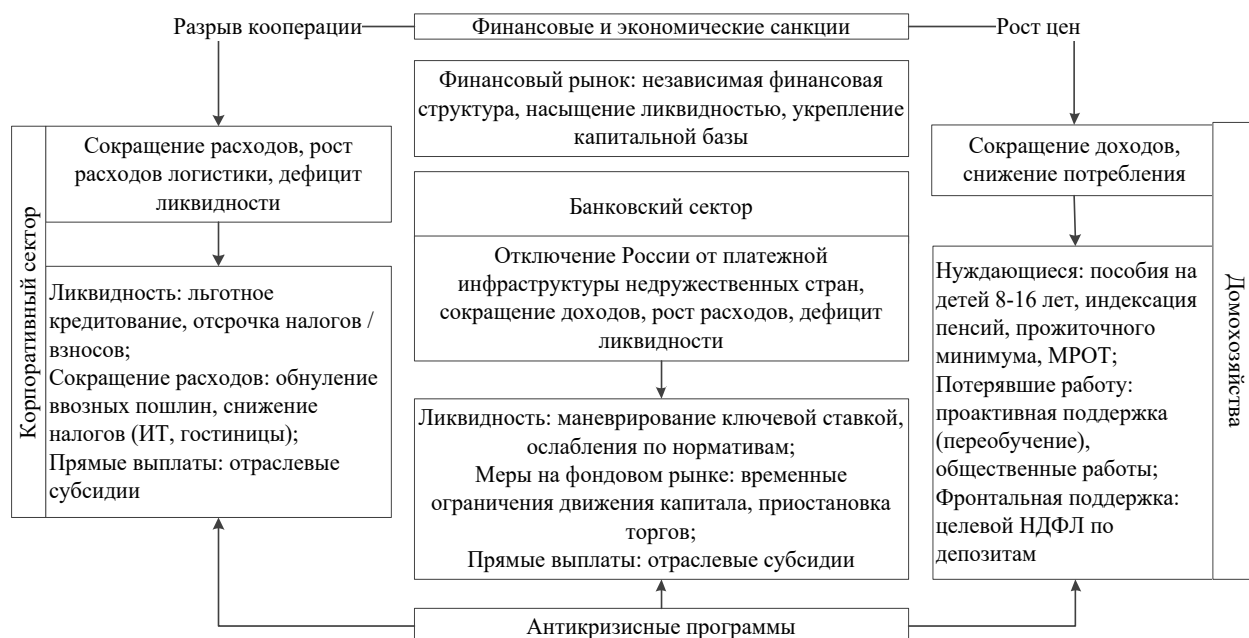 Разрыв кооперации
Финансовые и экономические санкции
Рост цен
Финансовый рынок: независимая финансовая
структура, насыщение ликвидностью, укрепление
капитальной базы
Корпоративный сектор
Сокращение расходов, рост
расходов логистики, дефицит
ликвидности
Ликвидность: льготное
кредитование, отсрочка налогов /
взносов;
Сокращение расходов: обнуление
ввозных пошлин, снижение
налогов (ИТ, гостиницы);
Прямые выплаты: отраслевые
субсидии
Банковский сектор
Отключение России от платежной
инфраструктуры недружественных стран,
сокращение доходов, рост расходов, дефицит
ликвидности
Ликвидность: маневрирование ключевой ставкой,
ослабления по нормативам;
Меры на фондовом рынке: временные
ограничения движения капитала, приостановка
торгов;
Прямые выплаты: отраслевые субсидии
Сокращение доходов,
снижение потребления
Нуждающиеся: пособия на
детей 8-16 лет, индексация
пенсий, прожиточного
минимума, МРОТ;
Потерявшие работу:
проактивная поддержка
(переобучение),
общественные работы;
Фронтальная поддержка:
целевой НДФЛ по
депозитам
Домохозяйства
Антикризисные программы